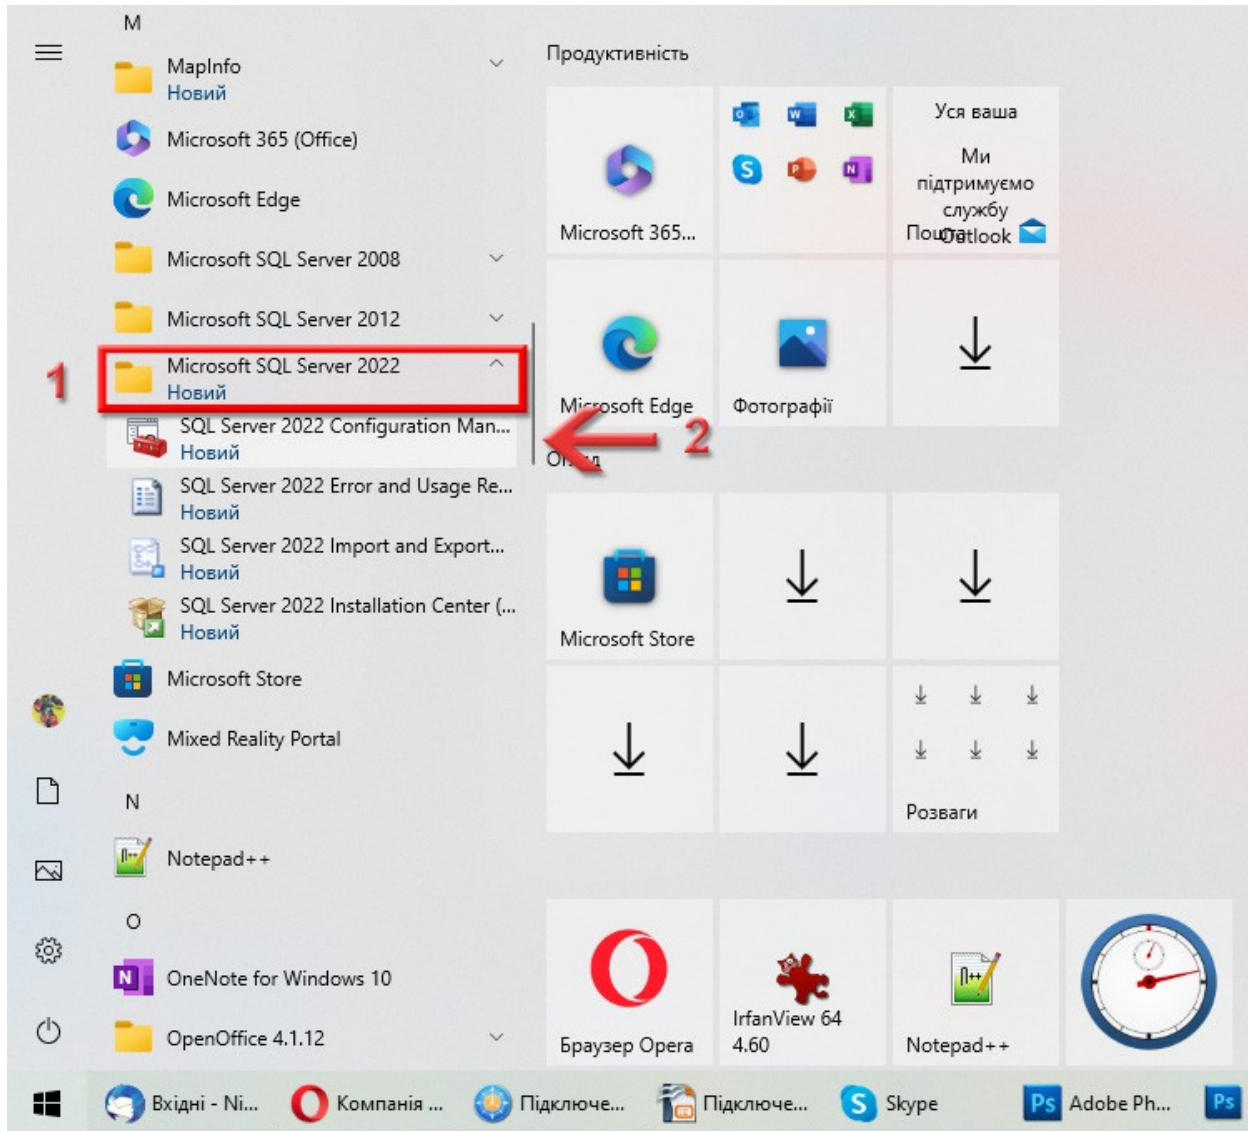 M
MapInfo
Новий
Microsoft 365 (Office)
Microsoft Edge
Microsoft SQL Server 2008
Microsoft SQL Server 2012
1
Microsoft SQL Server 2022
Новий
SQL Server 2022 Configuration Man...
Новий
2
SQL Server 2022 Error and Usage Re...
Новий
SQL Server 2022 Import and Export...
Новий
SQL Server 2022 Installation Center (...
Новий
Microsoft Store
Mixed Reality Portal
N
Notepad++
O
OneNote for Windows 10
OpenOffice 4.1.12
Продуктивність
Microsoft 365...
Уся ваша
Ми
підтримуємо
службу
Outlook
Пошта
Microsoft Edge
Фотографії
Microsoft Store
Розваги
Браузер Opera
IrfanView 64
4.60
Notepad++
Вхідні - Ni...
Компанія ...
Підключе...
Підключе...
Skype
Ps
Adobe Ph...
Ps